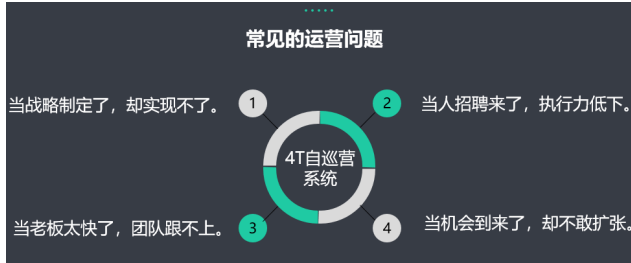 常见的运营问题
1
当战略制定了，却实现不了。
2
当人招聘来了，执行力低下。
4T自巡营
系统
3
当老板太快了，团队跟不上。
4
当机会到来了，却不敢扩张。